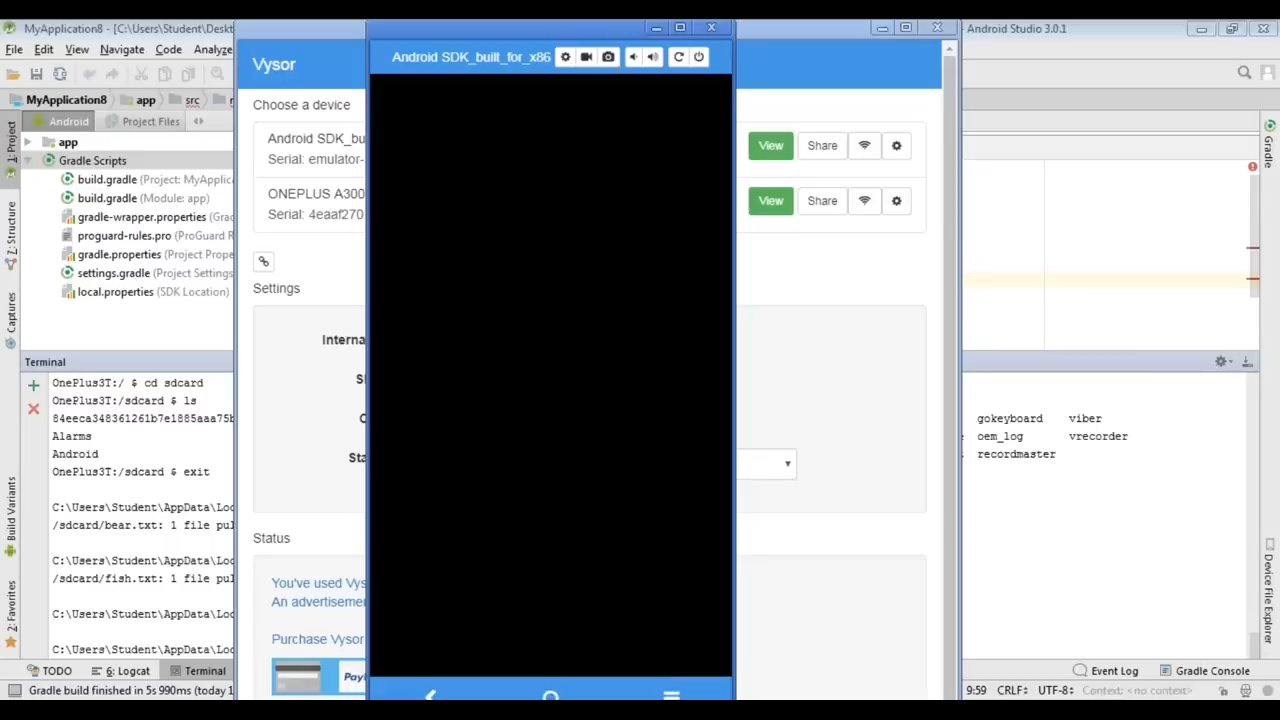 MyApplication8 - [C:\Users\Student\Deskt
Android Studio 3.0.1
File Edit View Navigate Code Analyze
MyApplication8 app src
Android Project Files
app
Gradle Scripts
build.gradle (Project: MyApplica
build.gradle (Module: app)
gradle-wrapper.properties (Grad
proguard-rules.pro (ProGuard R
gradle.properties (Project Prope
settings.gradle (Project Settings
local.properties (SDK Location)
1: Project
Z: Structure
Captures
Build Variants
2: Favorites
Vysor
Android SDK_built_for_x86
Choose a device
Android SDK_bu
Serial: emulator-
View Share
ONEPLUS A300
Serial: 4eaaf270
View Share
Settings
Interna
Sta
Status
You've used Vys
An advertiseme
Purchase Vysor
PayP
Terminal
OnePlus3T:/ $ cd sdcard
OnePlus3T:/sdcard $ ls
84eeca348361261b7e1885aaa75b
gokeyboard viber
Alarms
oem_log vrecorder
Android
recordmaster
OnePlus3T:/sdcard $ exit
C:\Users\Student\AppData\Loc
/sdcard/bear.txt: 1 file pul
C:\Users\Student\AppData\Loc
/sdcard/fish.txt: 1 file pul
C:\Users\Student\AppData\Loc
C:\Users\Student\AppData\Loc
Gradle
Device File Explorer
TODO 6: Logcat Terminal
Event Log Gradle Console
Gradle build finished in 5s 990ms (today 1
9:59 CRLF UTF-8 Context: <no context>